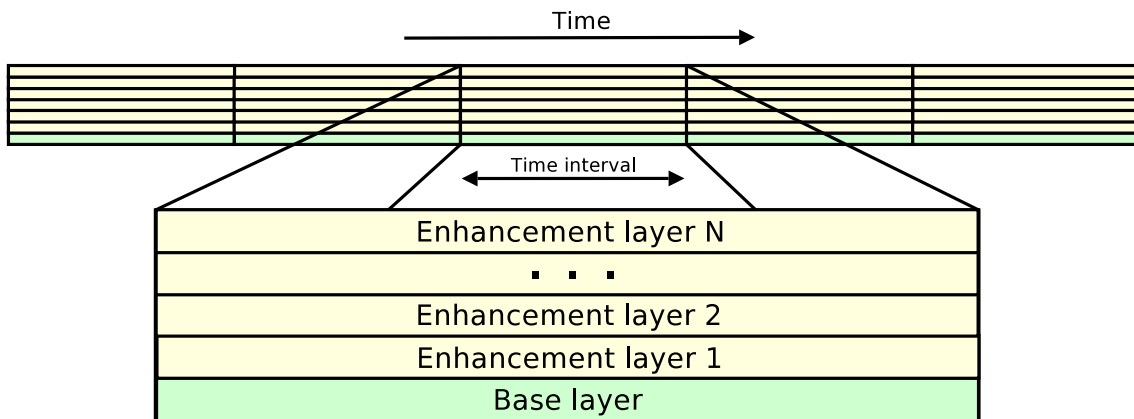 Time
Time interval
Enhancement layer N
. . .
Enhancement layer 2
Enhancement layer 1
Base layer